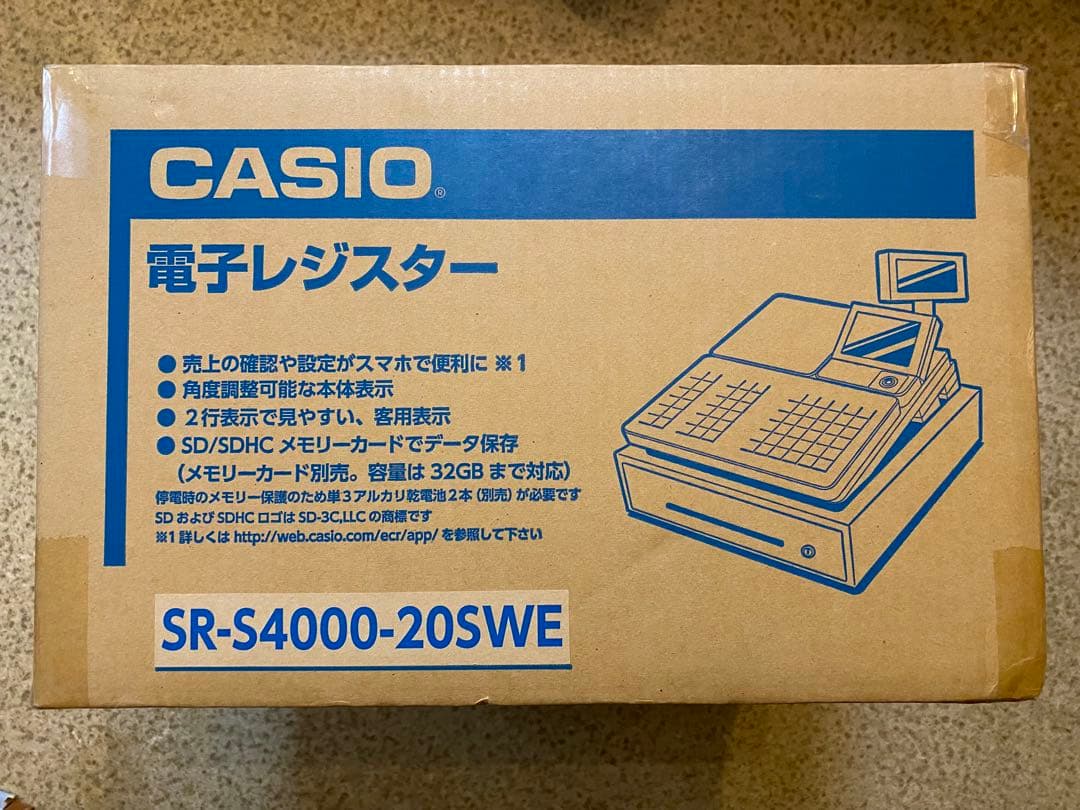 CASIO®
電子レジスター
● 売上の確認や設定がスマホで便利に ※1
● 角度調整可能な本体表示
● 2行表示で見やすい、客用表示
● SD/SDHC メモリーカードでデータ保存
（メモリーカード別売。容量は 32GB まで対応）
停電時のメモリー保護のため単3アルカリ乾電池2本（別売）が必要です
SD および SDHC ロゴは SD-3C,LLC の商標です
※1 詳しくは http://web.casio.com/ecr/app/ を参照して下さい
SR-S4000-20SWE